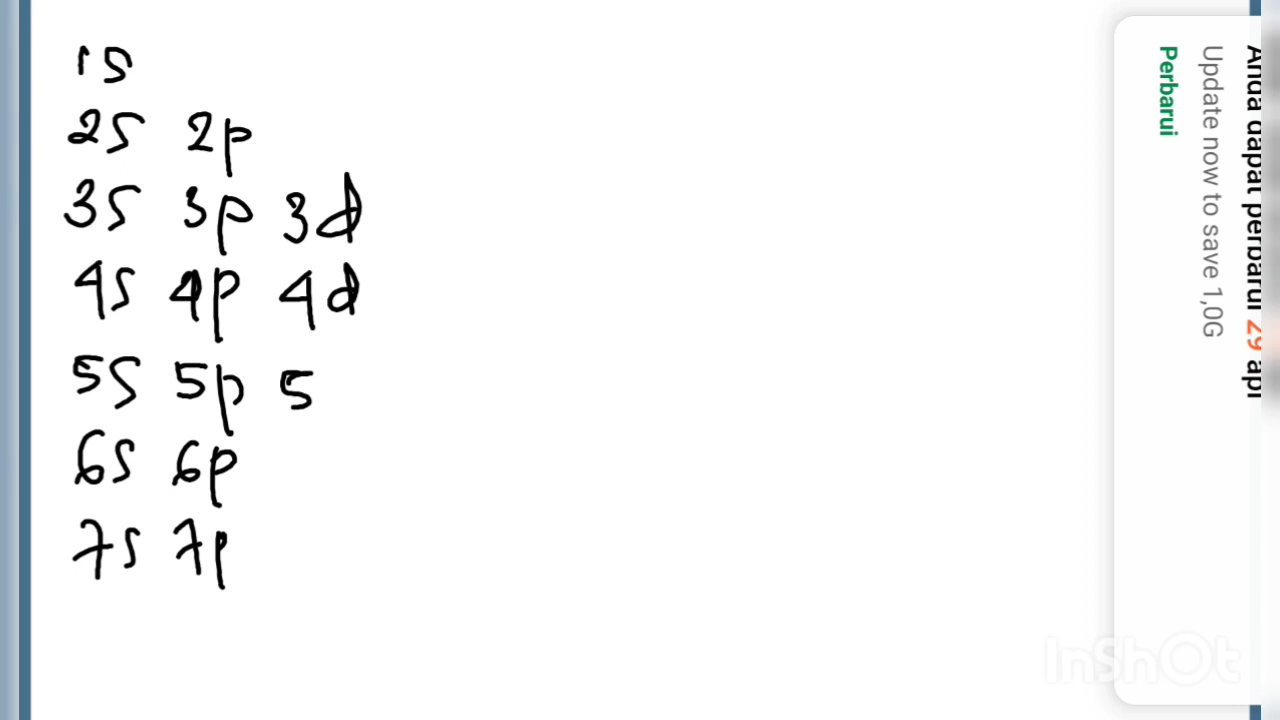 1s
2s 2p
3s 3p 3d
4s 4p 4d
5s 5p 5
6s 6p
7s 7p
Anda dapat perbarui 29 apl
Update now to save 1,0G
Perbarui
InShOt